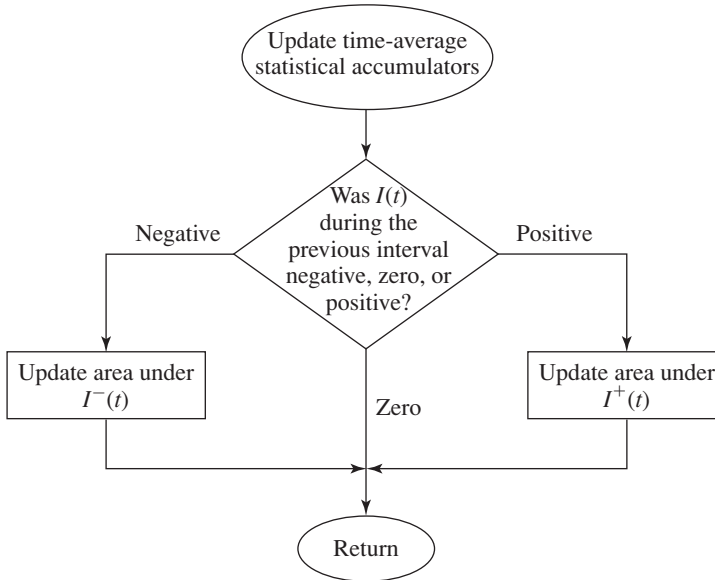 Update time-average
statistical accumulators
Was I(t)
during the
previous interval
negative, zero, or
positive?
Negative
Positive
Update area under
I⁻(t)
Zero
Update area under
I⁺(t)
Return